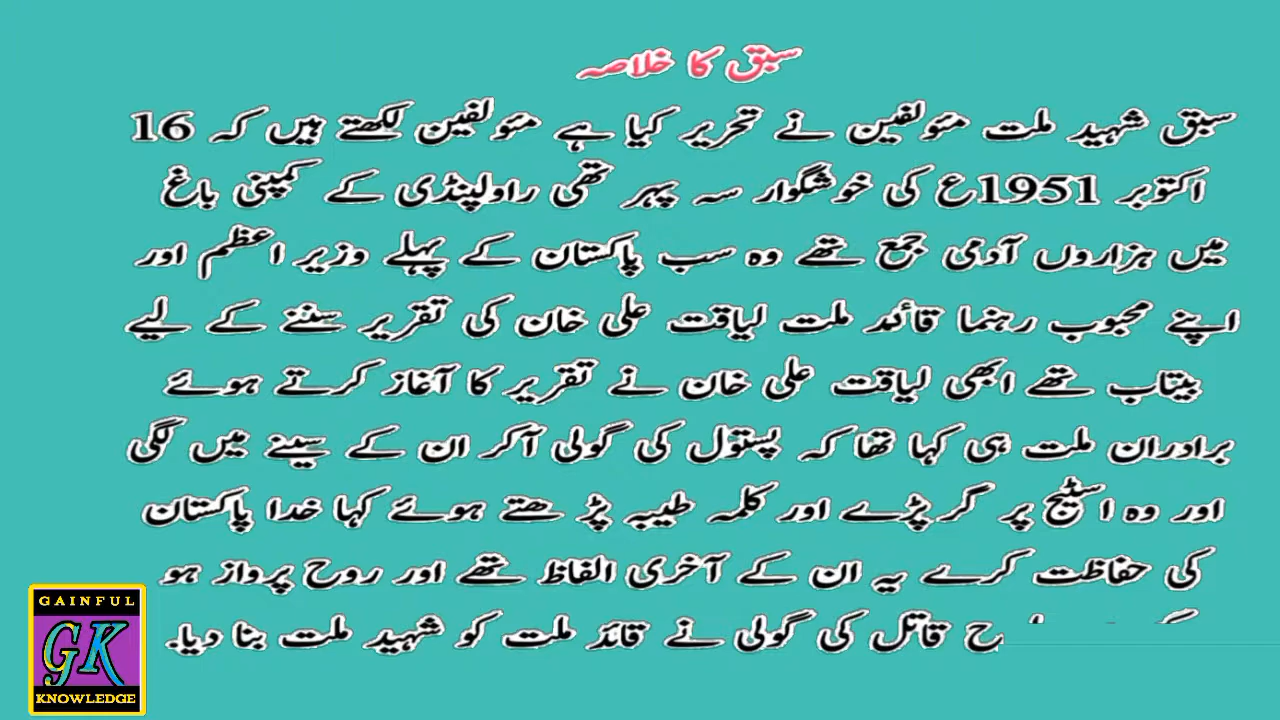 سبق کا خلاصہ
سبق شہید ملت مئولفین نے تحریر کیا ہے مئولفین لکھتے ہیں کہ 16
اکتوبر 1951ع کی خوشگوار سہ پہر تھی راولپنڈی کے کمپنی باغ
میں ہزاروں آدمی جمع تھے وہ سب پاکستان کے پہلے وزیر اعظم اور
اپنے محبوب رہنما قائد ملت لیاقت علی خان کی تقریر سننے کے لیے
بیتاب تھے ابھی لیاقت علی خان نے تقریر کا آغاز کرتے ہوئے
برادران ملت ہی کہا تھا کہ پستول کی گولی آکر ان کے سینے میں لگی
اور وہ اسٹیج پر گر پڑے اور کلمہ طیبہ پڑھتے ہوئے کہا خدا پاکستان
کی حفاظت کرے یہ ان کے آخری الفاظ تھے اور روح پرواز ہو
قاتل کی گولی نے قائد ملت کو شہید ملت بنا دیا۔
GAINFUL
GK
KNOWLEDGE